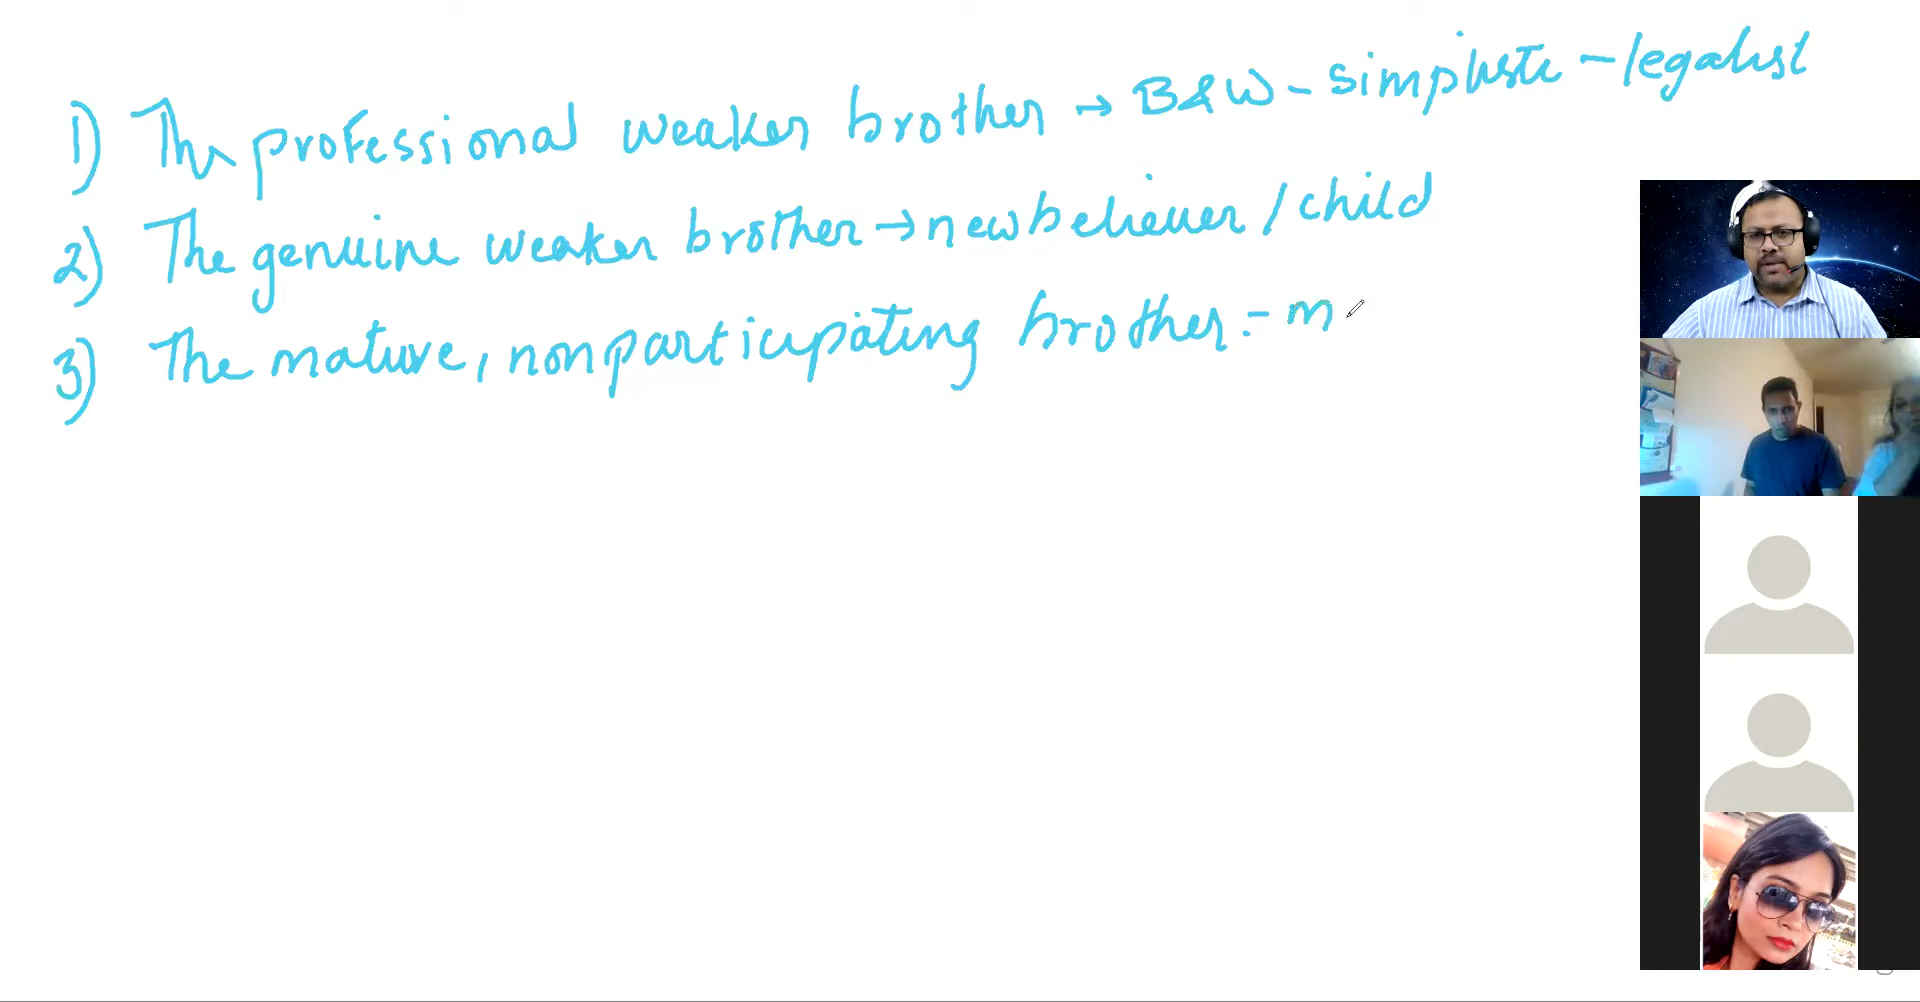 1) The professional weaker brother → B&W - simpliste - legalist
2) The genuine weaker brother → new believer / child
3) The mature, nonparticipating brother :- m